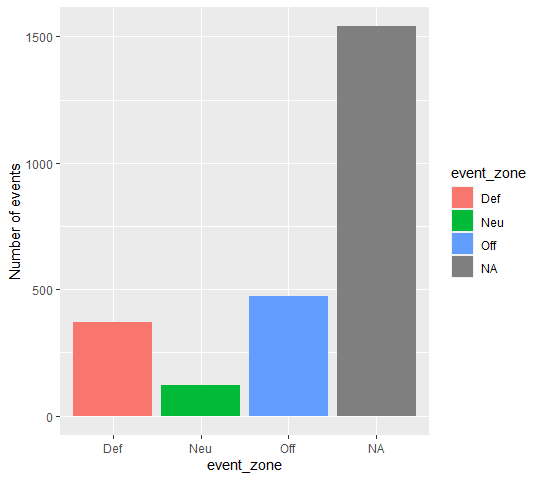 Number of events
1500
1000
500
0
Def
Neu
Off
NA
event_zone
event_zone
Def
Neu
Off
NA